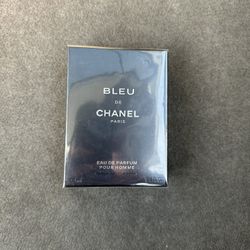 BLEU
DE
CHANEL
PARIS
EAU DE PARFUM
POUR HOMME